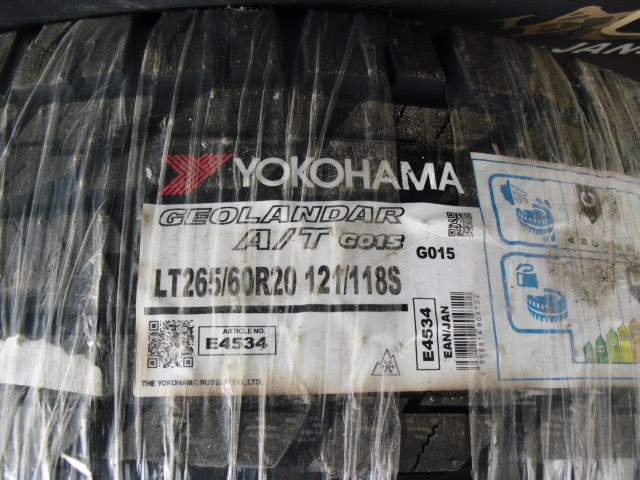 JAN
YOKOHAMA
GEOLANDAR
A/T G015
G015
LT265/60R20 121/118S
ARTICLE NO.
E4534
E4534
EAN/JAN
THE YOKOHAMA RUBBER CO., LTD.
C
A B C